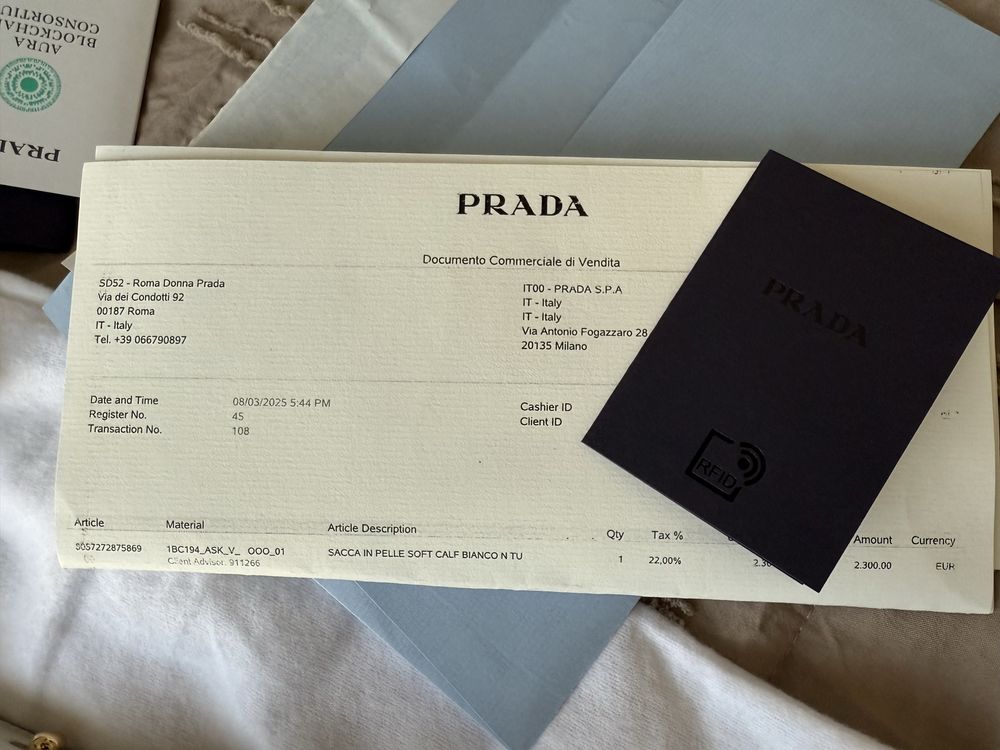 AURA
BLOCKCHAIN
CONSORTIU
PRAD
PRADA
Documento Commerciale di Vendita
SD52 - Roma Donna Prada
Via dei Condotti 92
00187 Roma
IT - Italy
Tel. +39 066790897
IT00 - PRADA S.P.A
IT - Italy
IT - Italy
Via Antonio Fogazzaro 28
20135 Milano
Date and Time 08/03/2025 5:44 PM
Register No. 45
Transaction No. 108
Cashier ID
Client ID
PRADA
RFID
Article Material Article Description Qty Tax % Amount Currency
8057272875869 1BC194_ASK_V_ OOO_01 SACCA IN PELLE SOFT CALF BIANCO N TU 1 22,00% 2.30 2.300.00 EUR
Client Advisor. 911266